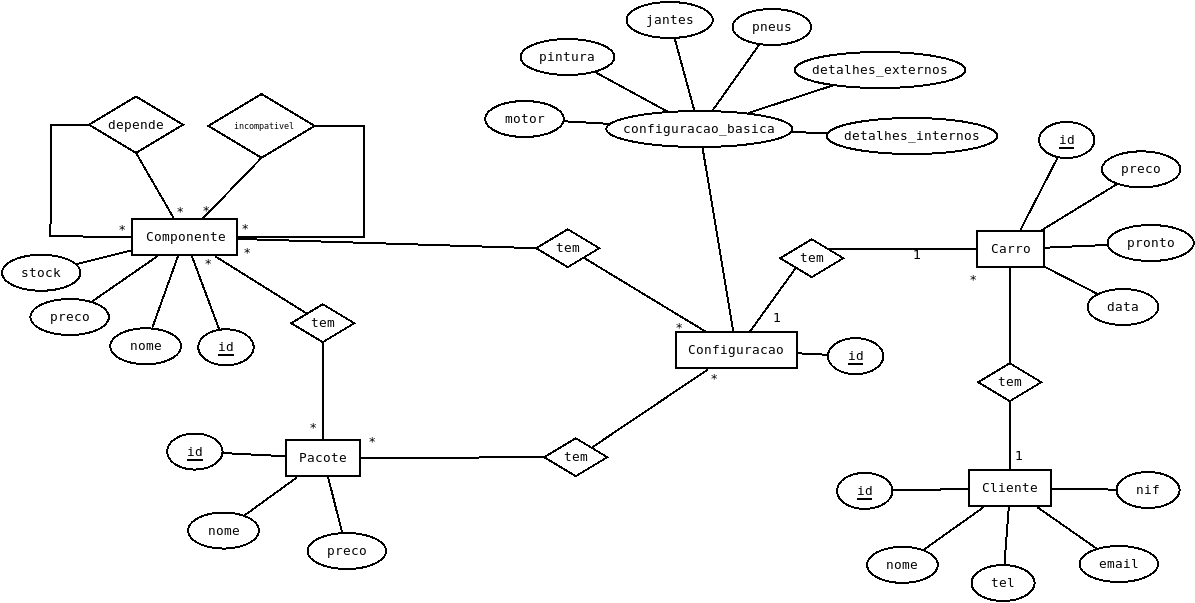 jantes
pneus
pintura
detalhes_externos
motor
configuracao_basica
detalhes_internos
depende
incompativel
id
preco
* *
* Componente *
*
*
tem
tem
1
Carro
pronto
*
stock
preco
nome
id
tem
data
1
*
Configuracao
id
*
tem
*
*
id
Pacote
tem
1
Cliente
id
nif
nome
preco
nome
tel
email